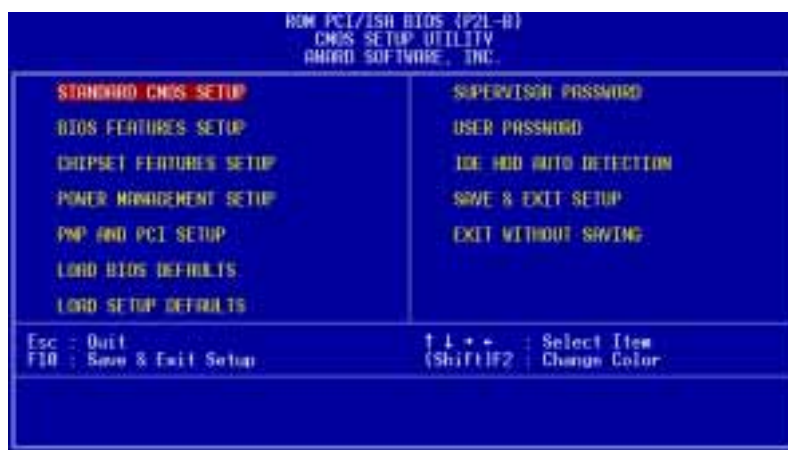 ROM PCI/ISA BIOS (P2L-B)
CMOS SETUP UTILITY
AWARD SOFTWARE, INC.
STANDARD CMOS SETUP
BIOS FEATURES SETUP
CHIPSET FEATURES SETUP
POWER MANAGEMENT SETUP
PNP AND PCI SETUP
LOAD BIOS DEFAULTS
LOAD SETUP DEFAULTS
SUPERVISOR PASSWORD
USER PASSWORD
IDE HDD AUTO DETECTION
SAVE & EXIT SETUP
EXIT WITHOUT SAVING
Esc : Quit
F10 : Save & Exit Setup
↑ ↓ → ← : Select Item
(Shift)F2 : Change Color